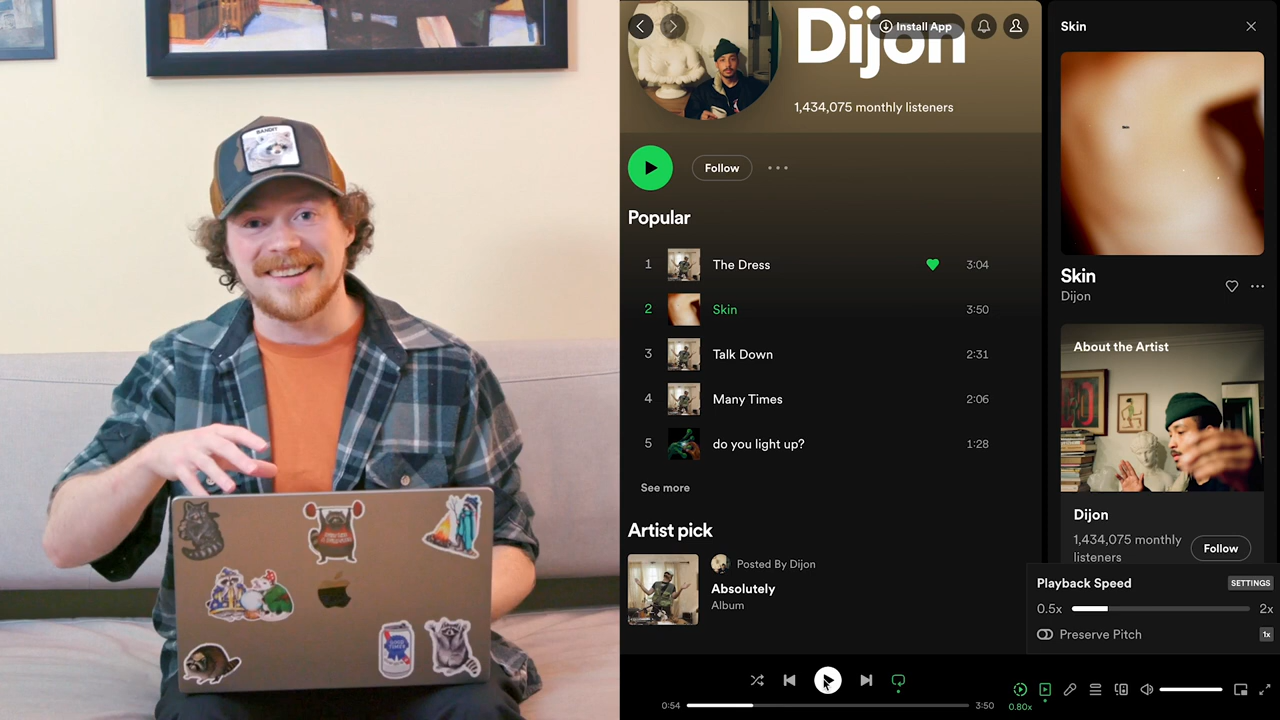 BANDIT
Dijon
Install App
1,434,075 monthly listeners
Follow
Popular
1 The Dress 3:04
2 Skin 3:50
3 Talk Down 2:31
4 Many Times 2:06
5 do you light up? 1:28
See more
Artist pick
Posted By Dijon
Absolutely
Album
0:54 3:50
Skin
Skin
Dijon
About the Artist
Dijon
1,434,075 monthly
listeners
Follow
Playback Speed SETTINGS
0.5x 2x
Preserve Pitch 1x
0.80x